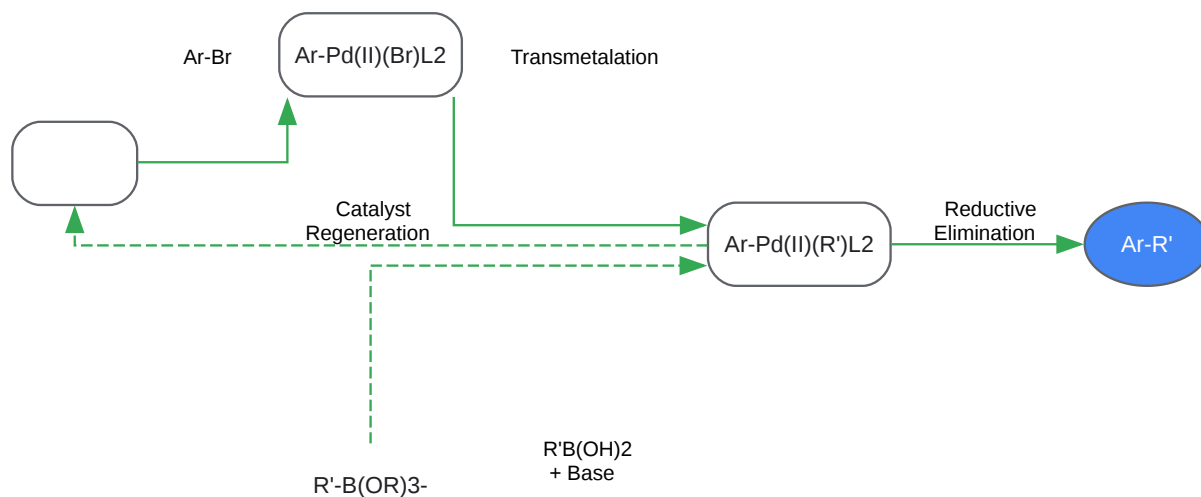 Ar-Br
Ar-Pd(II)(Br)L2
Transmetalation
Catalyst
Regeneration
Ar-Pd(II)(R')L2
Reductive
Elimination
Ar-R'
R'B(OH)2
+ Base
R'-B(OR)3-